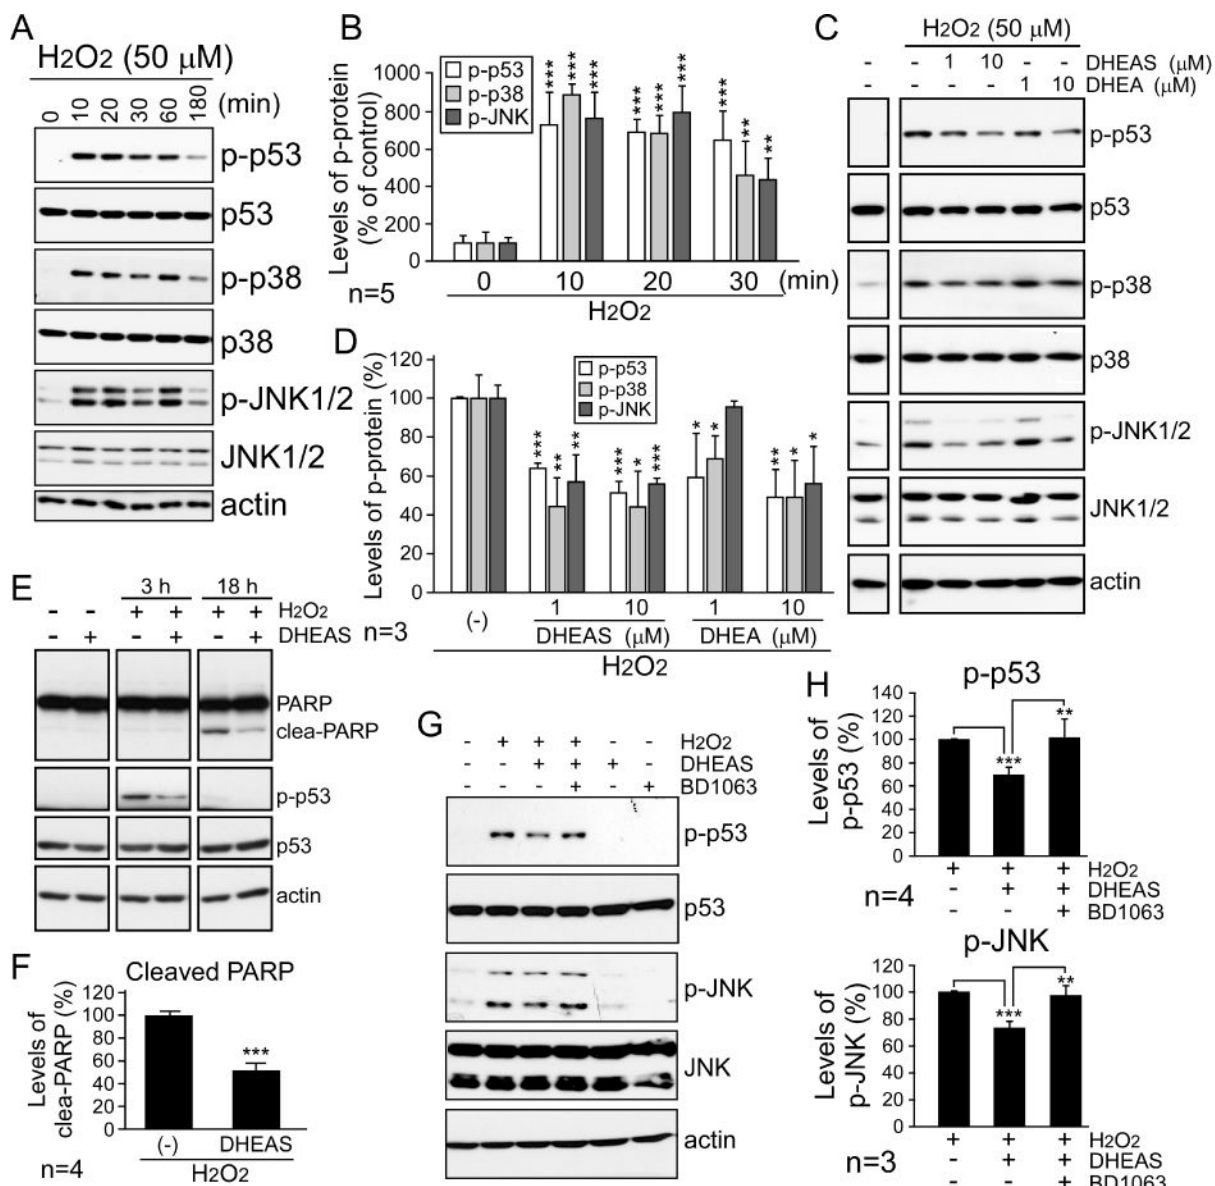 A
H2O2 (50 μM)
0 10 20 30 60 180 (min)
p-p53
p53
p-p38
p38
p-JNK1/2
JNK1/2
actin
B
Levels of p-protein
(% of control)
1000
800
600
400
200
0
p-p53
p-p38
p-JNK
*** *** ***
*** *** ***
*** ** **
0 10 20 30 (min)
n=5
H2O2
C
H2O2 (50 μM)
- - 1 10 - - DHEAS (μM)
- - - - 1 10 DHEA (μM)
p-p53
p53
p-p38
p38
p-JNK1/2
JNK1/2
actin
D
Levels of p-protein (%)
120
100
80
60
40
20
0
p-p53
p-p38
p-JNK
*** ** **
*** * ***
* *
** * *
(-) 1 10 1 10
n=3
DHEAS (μM) DHEA (μM)
H2O2
E
3 h 18 h
- - + + + + H2O2
- + - + - + DHEAS
PARP
clea-PARP
p-p53
p53
actin
F
Cleaved PARP
Levels of
clea-PARP (%)
120
100
80
60
40
20
0
***
(-) DHEAS
n=4 H2O2
G
- + + + - - H2O2
- - + + + - DHEAS
- - - + - + BD1063
p-p53
p53
p-JNK
JNK
actin
H
p-p53
Levels of
p-p53 (%)
140
120
100
80
60
40
20
0
*** **
+ + + H2O2
- + + DHEAS
- - + BD1063
n=4
p-JNK
Levels of
p-JNK (%)
120
100
80
60
40
20
0
*** **
+ + + H2O2
- + + DHEAS
- - + BD1063
n=3